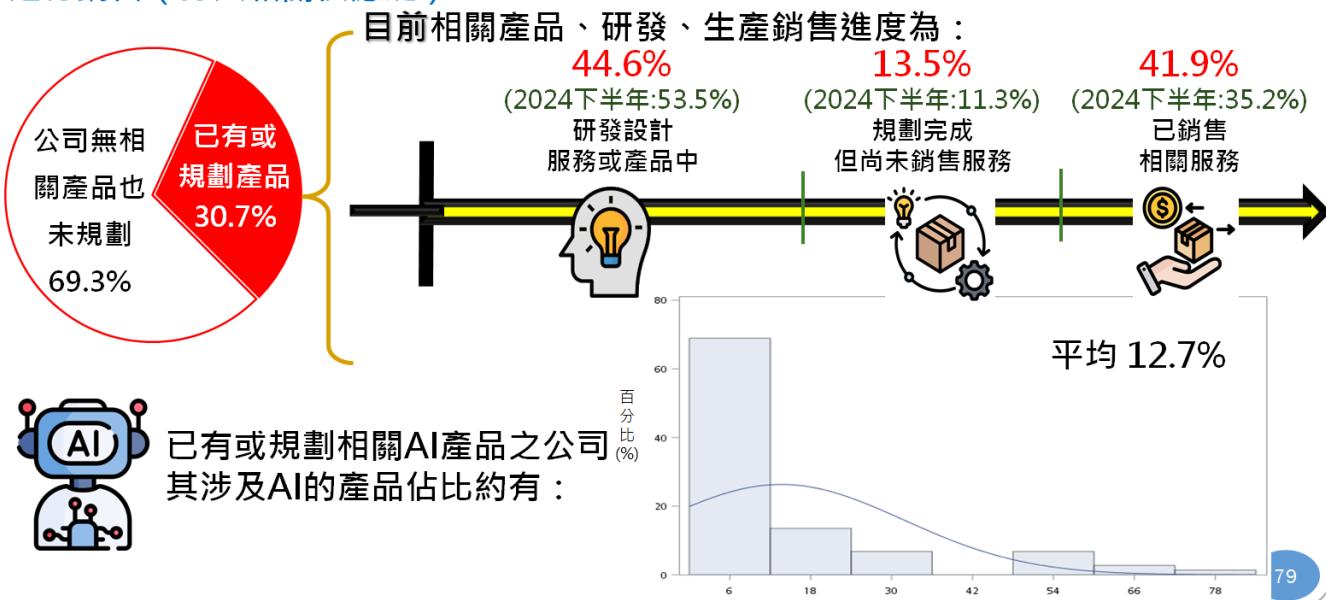 目前相關產品、研發、生產銷售進度為：
44.6%
(2024下半年:53.5%)
研發設計
服務或產品中
13.5%
(2024下半年:11.3%)
規劃完成
但尚未銷售服務
41.9%
(2024下半年:35.2%)
已銷售
相關服務
公司無相
關產品也
未規劃
69.3%
已有或
規劃產品
30.7%
AI
已有或規劃相關AI產品之公司
其涉及AI的產品佔比約有：
平均 12.7%
百
分
比
(%)
80
60
40
20
0
6
18
30
42
54
66
78
79